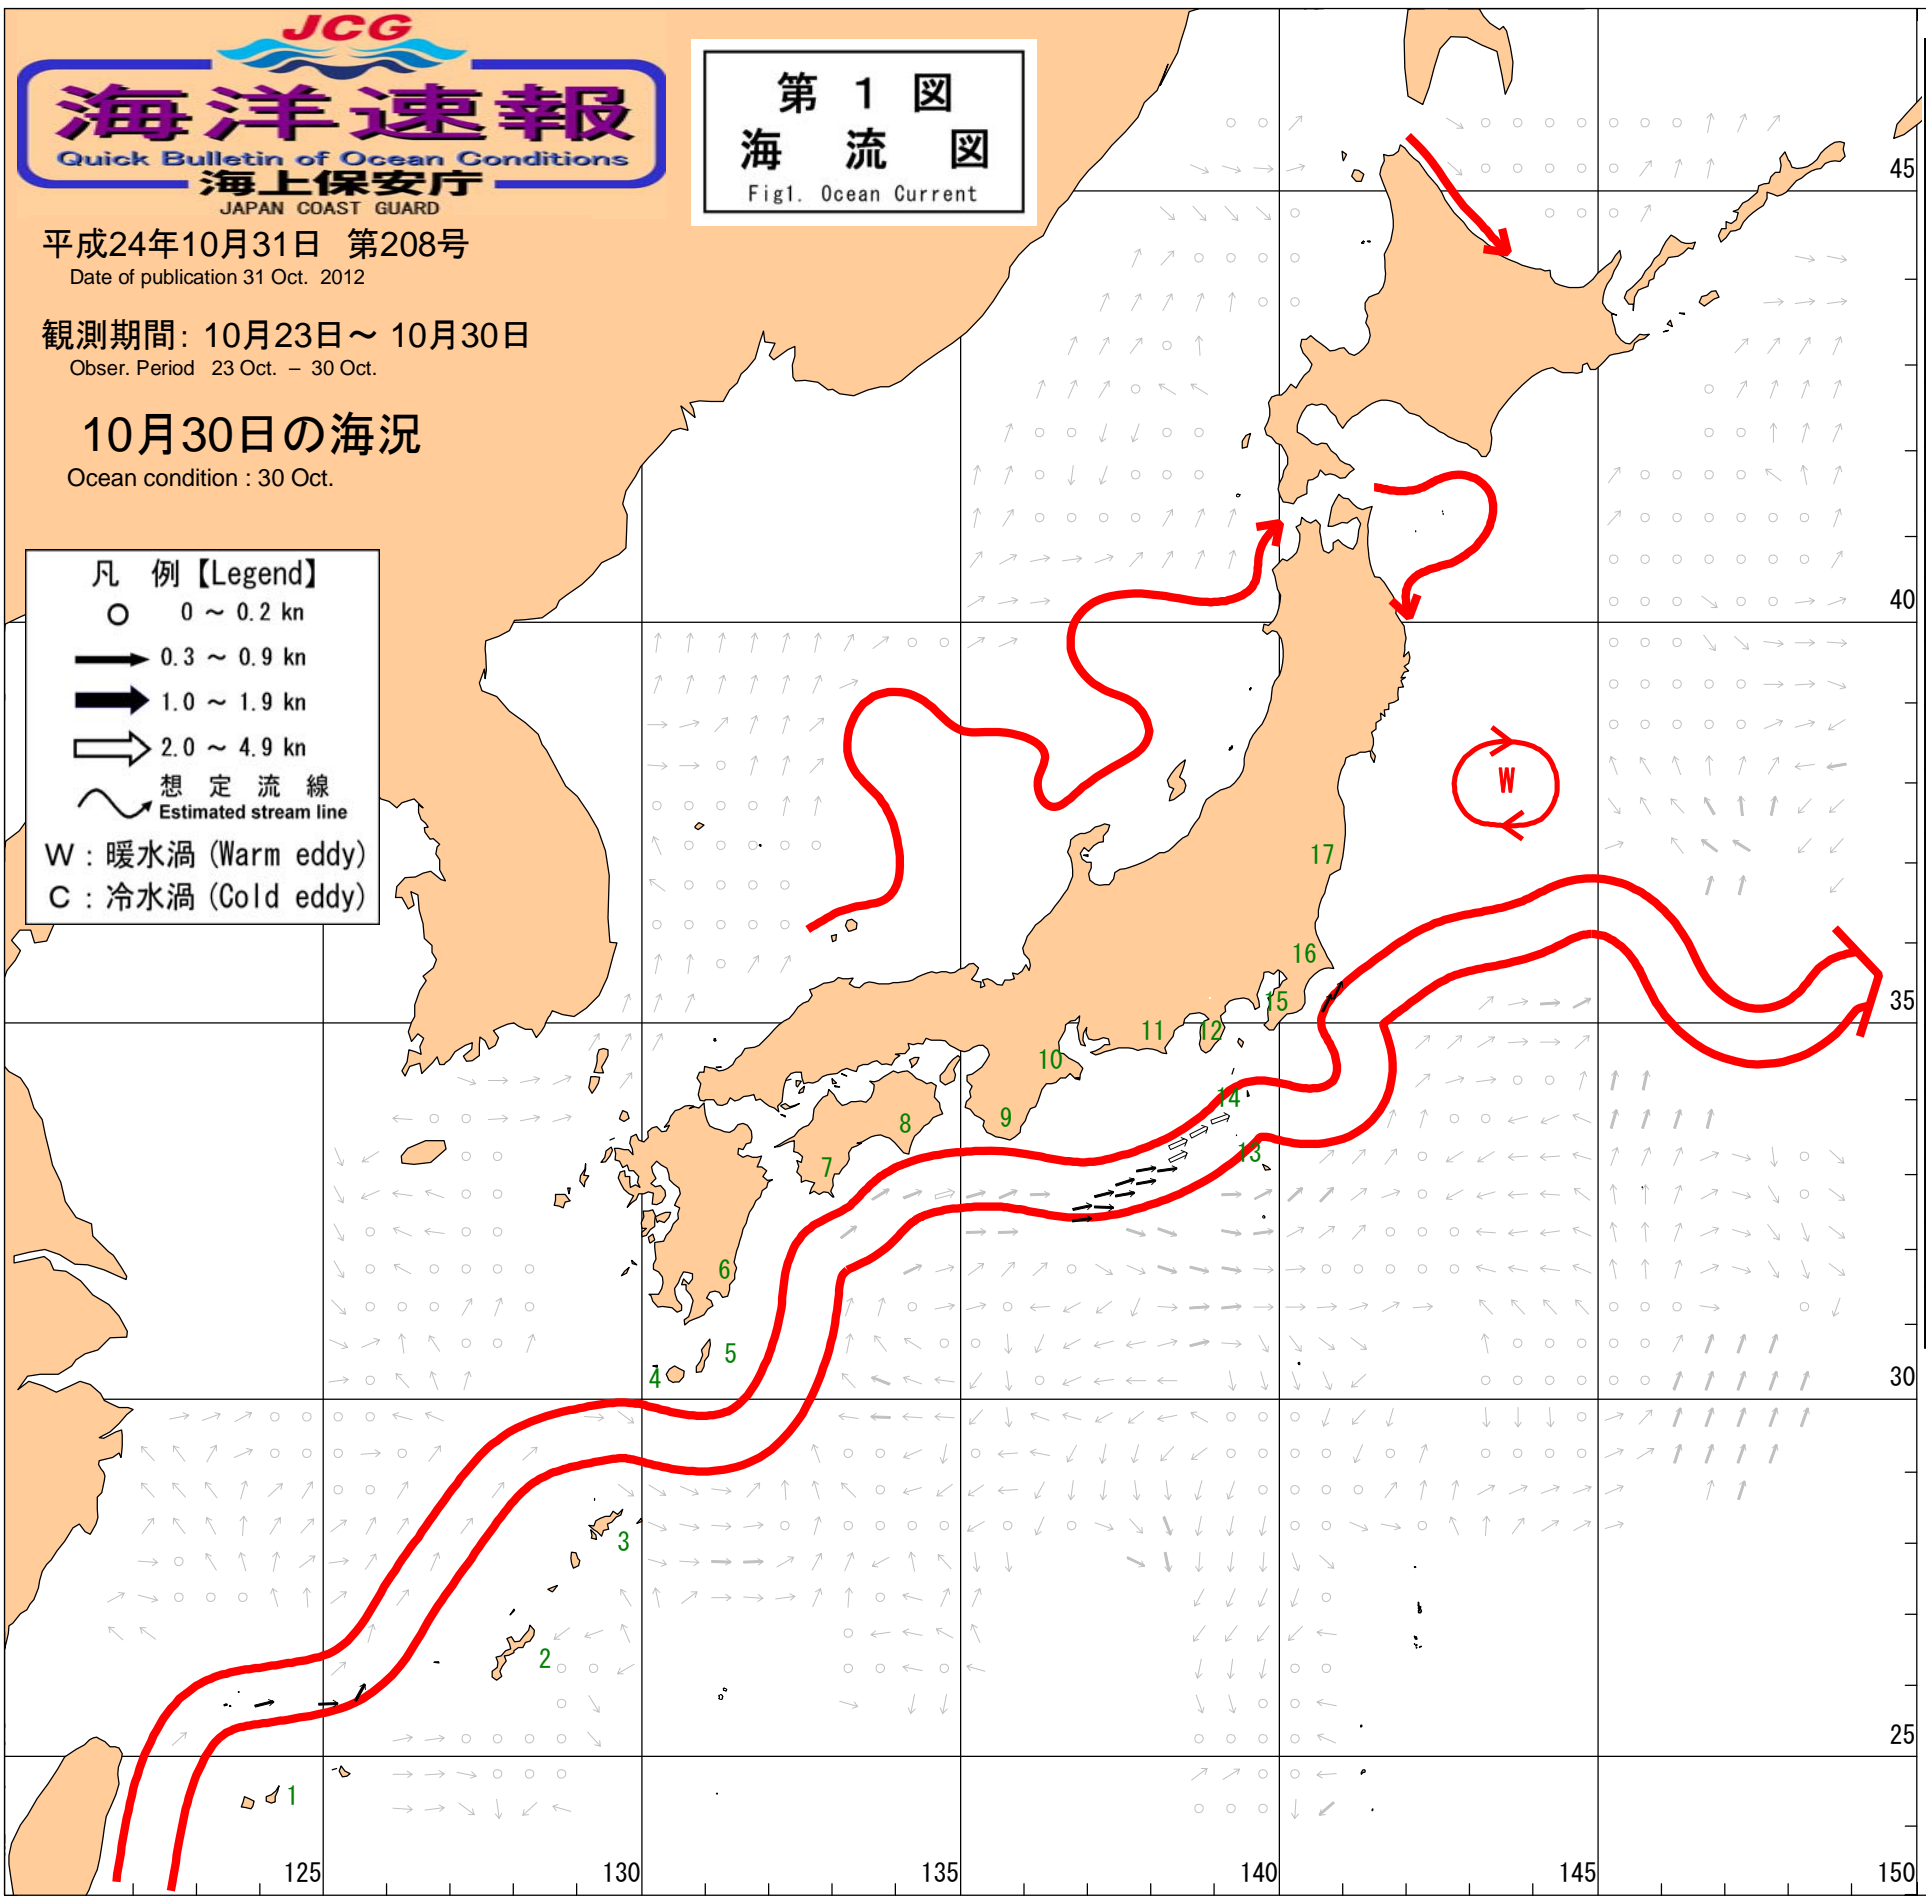 JCG
海洋速報
Quick Bulletin of Ocean Conditions
海上保安庁
JAPAN COAST GUARD
第 1 図
海 流 図
Fig1. Ocean Current
平成24年10月31日 第208号
Date of publication 31 Oct. 2012
観測期間: 10月23日～ 10月30日
Obser. Period 23 Oct. – 30 Oct.
10月30日の海況
Ocean condition : 30 Oct.
凡 例【Legend】
0 ～ 0.2 kn
0.3 ～ 0.9 kn
1.0 ～ 1.9 kn
2.0 ～ 4.9 kn
想 定 流 線
Estimated stream line
W : 暖水渦 (Warm eddy)
C : 冷水渦 (Cold eddy)
45
40
W
17
16
15
35
11
12
10
14
9
8
13
7
6
5
4
30
3
2
25
1
125
130
135
140
145
150